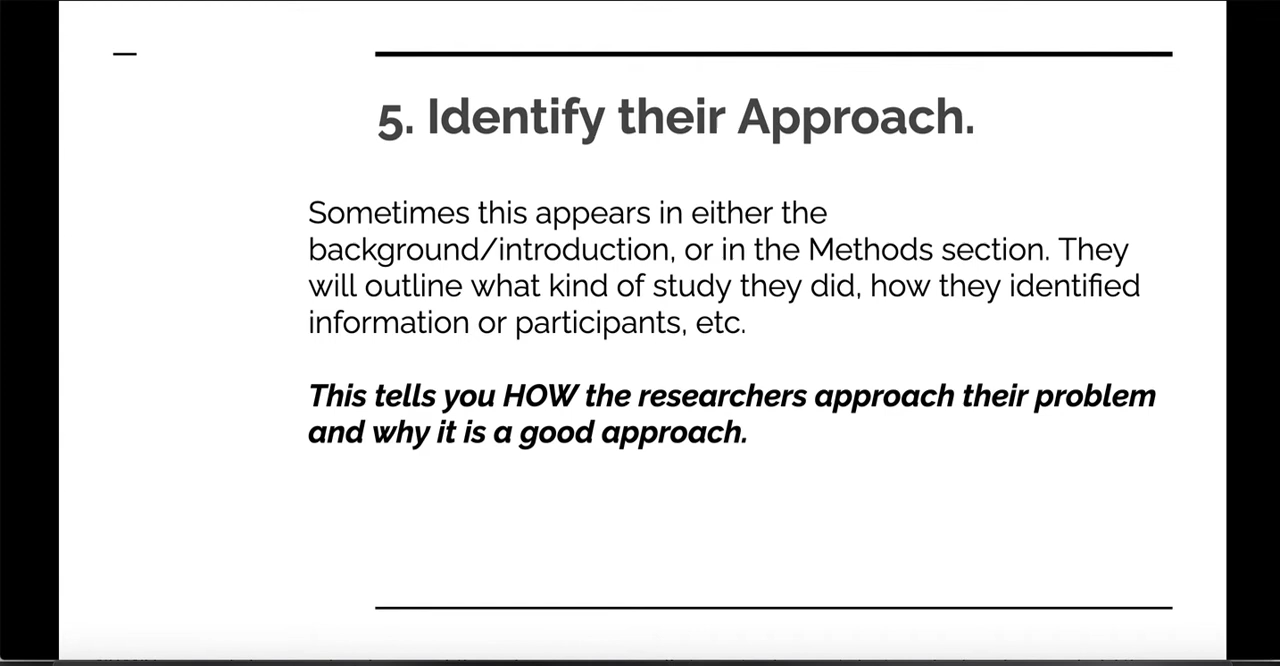 5. Identify their Approach.
Sometimes this appears in either the
background/introduction, or in the Methods section. They
will outline what kind of study they did, how they identified
information or participants, etc.
This tells you HOW the researchers approach their problem
and why it is a good approach.